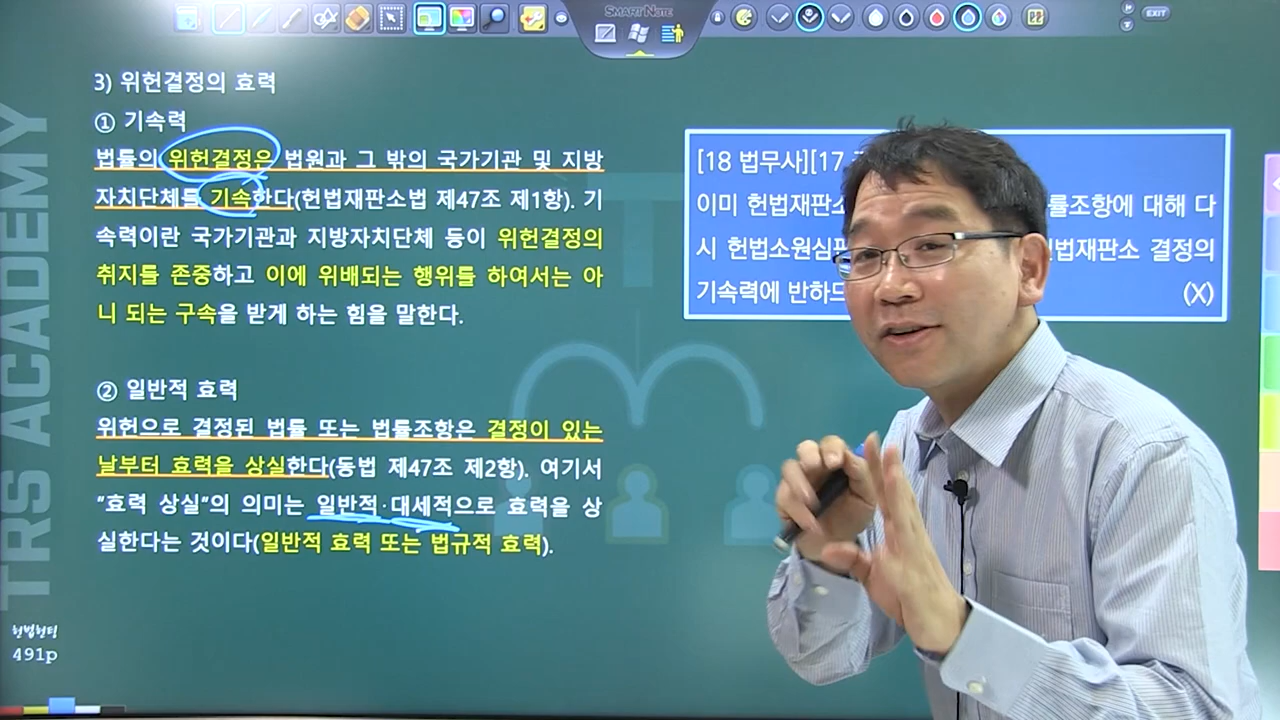 SMART NOTE
EXIT
3) 위헌결정의 효력
① 기속력
법률의 위헌결정은 법원과 그 밖의 국가기관 및 지방
자치단체를 기속한다(헌법재판소법 제47조 제1항). 기
속력이란 국가기관과 지방자치단체 등이 위헌결정의
취지를 존중하고 이에 위배되는 행위를 하여서는 아
니 되는 구속을 받게 하는 힘을 말한다.
② 일반적 효력
위헌으로 결정된 법률 또는 법률조항은 결정이 있는
날부터 효력을 상실한다(동법 제47조 제2항). 여기서
"효력 상실"의 의미는 일반적·대세적으로 효력을 상
실한다는 것이다(일반적 효력 또는 법규적 효력).
[18 법무사][17
이미 헌법재판소 률조항에 대해 다
시 헌법소원심판 헌법재판소 결정의
기속력에 반하 (X)
TRS ACADEMY
헌법헌팅
491p